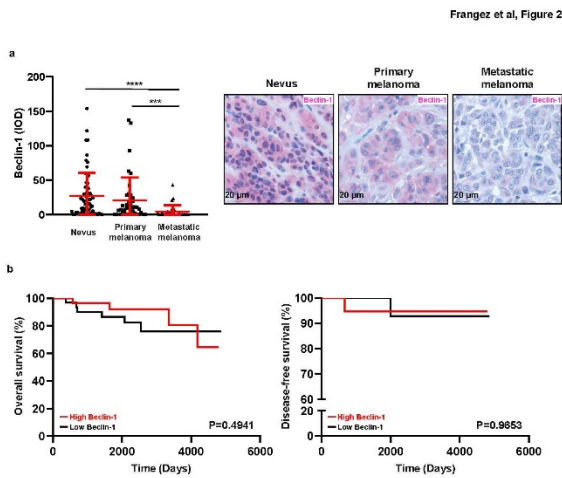 Frangez et al, Figure 2
a
Beclin-1 (IOD)
200
150
100
50
0
****
***
Nevus
Primary
melanoma
Metastatic
melanoma
Nevus
Beclin-1
20 µm
Primary
melanoma
Beclin-1
20 µm
Metastatic
melanoma
Beclin-1
20 µm
b
Overall survival (%)
100
80
60
40
20
0
High Beclin-1
Low Beclin-1
P=0.4941
0
2000
4000
6000
Time (Days)
Disease-free survival (%)
100
90
80
70
60
20
0
High Beclin-1
Low Beclin-1
P=0.9653
0
2000
4000
6000
Time (Days)